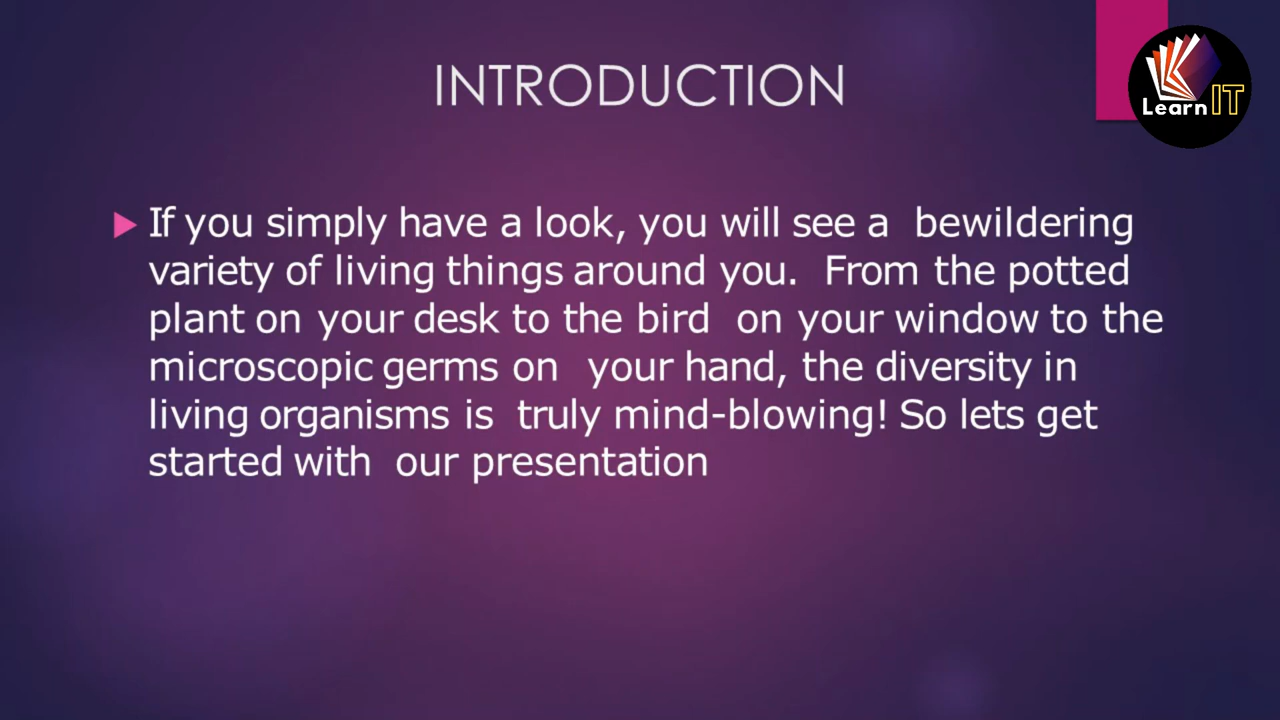 INTRODUCTION
Learn IT
If you simply have a look, you will see a bewildering
variety of living things around you. From the potted
plant on your desk to the bird on your window to the
microscopic germs on your hand, the diversity in
living organisms is truly mind-blowing! So lets get
started with our presentation